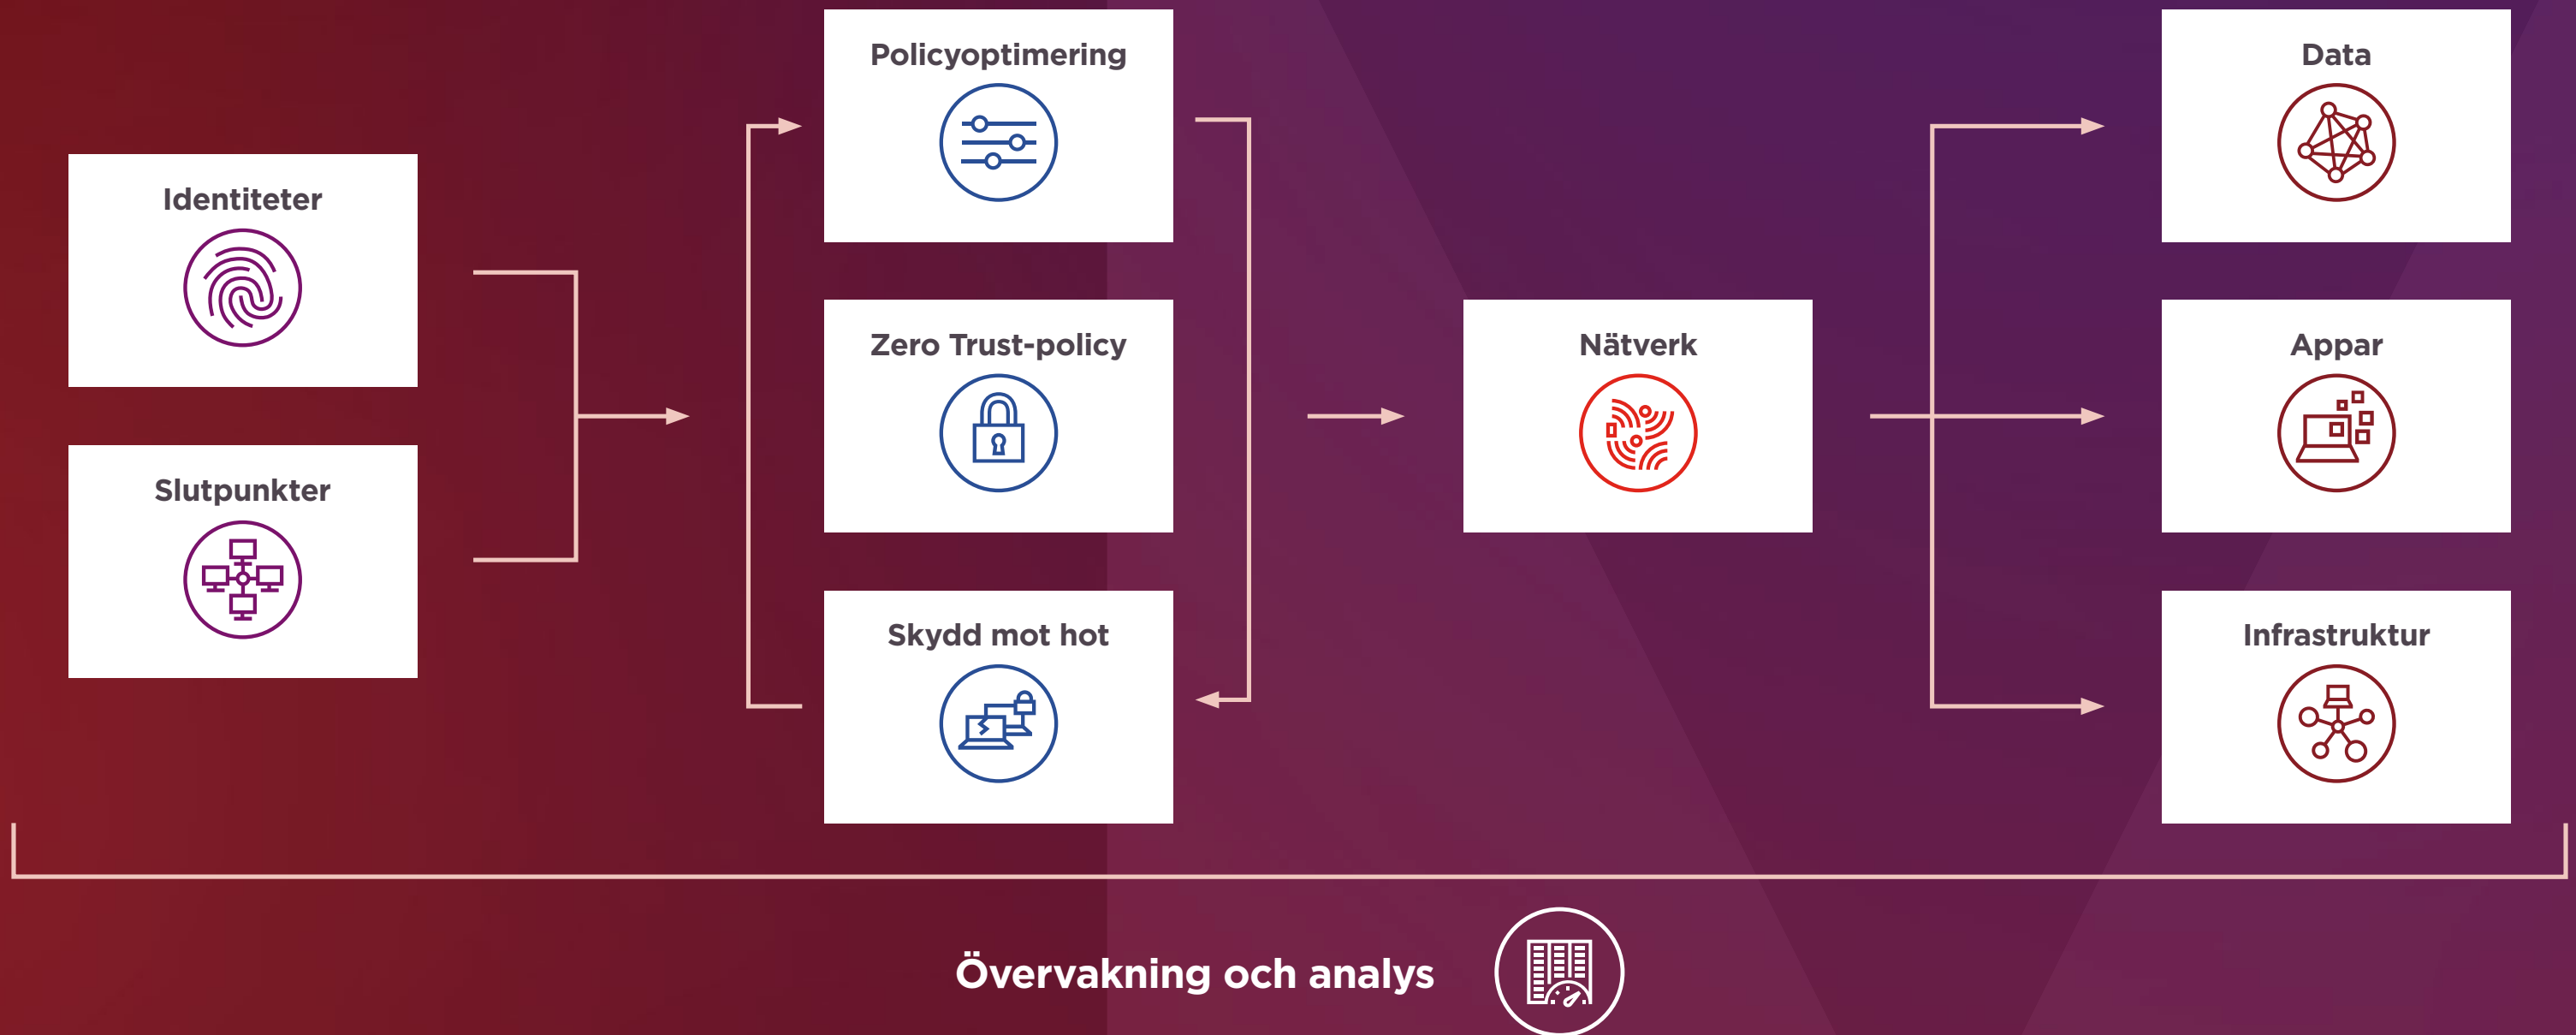 Identiteter
Slutpunkter
Policyoptimering
Zero Trust-policy
Skydd mot hot
Nätverk
Data
Appar
Infrastruktur
Övervakning och analys